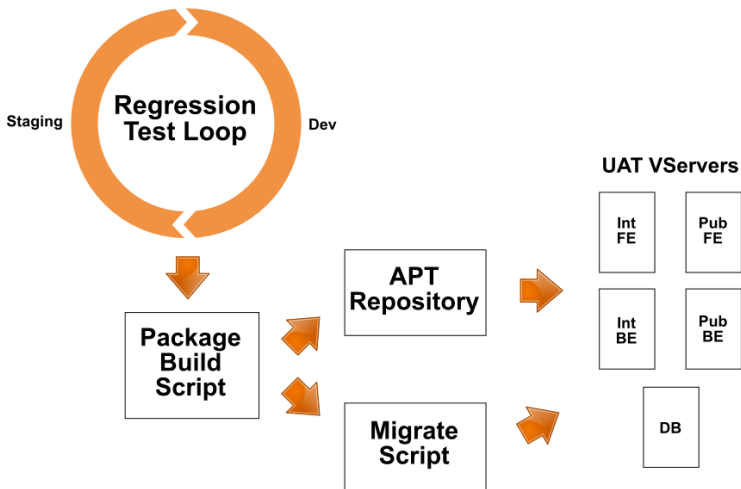 Regression
Test Loop
Staging
Dev
UAT VServers
Int
FE
Pub
FE
APT
Repository
Package
Build
Script
Int
BE
Pub
BE
Migrate
Script
DB